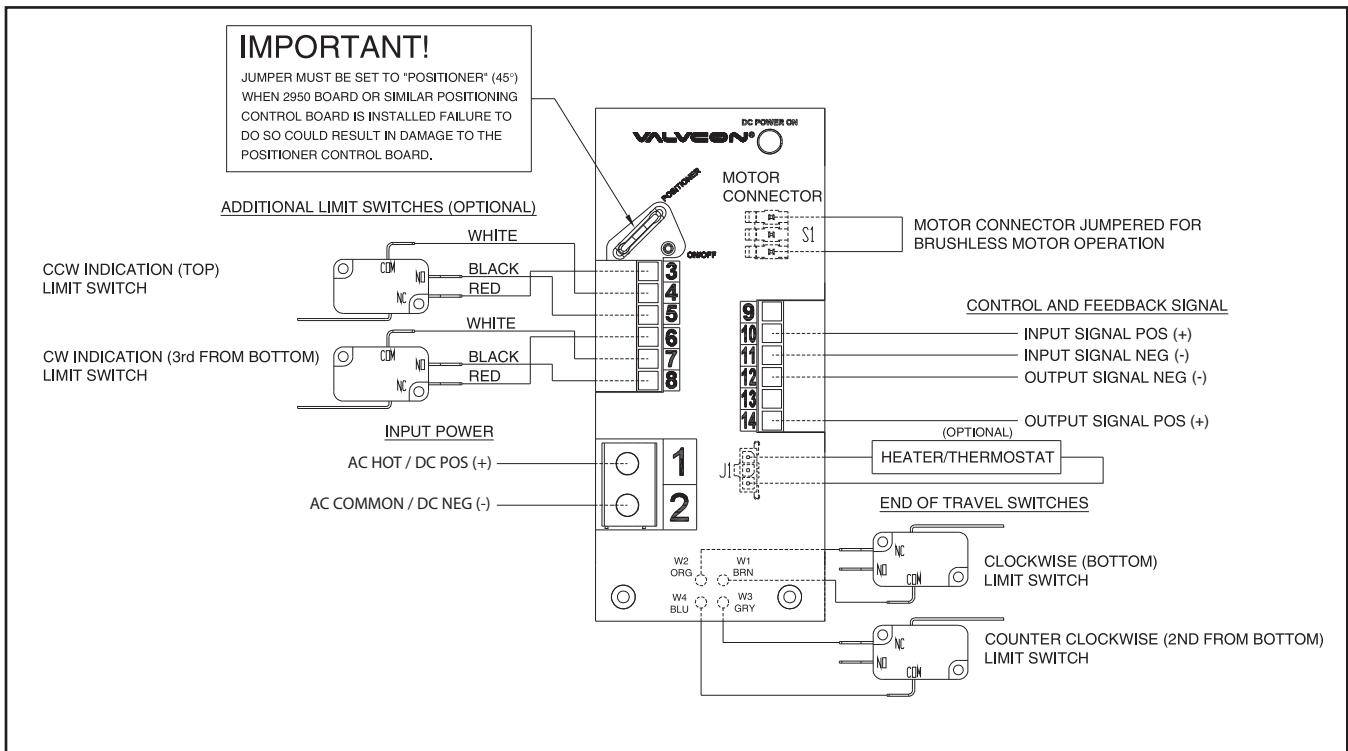 IMPORTANT!
JUMPER MUST BE SET TO "POSITIONER" (45°)
WHEN 2950 BOARD OR SIMILAR POSITIONING
CONTROL BOARD IS INSTALLED FAILURE TO
DO SO COULD RESULT IN DAMAGE TO THE
POSITIONER CONTROL BOARD.
DC POWER ON
VALVCON®
POSITIONER
ON/OFF
MOTOR
CONNECTOR
S1
MOTOR CONNECTOR JUMPERED FOR
BRUSHLESS MOTOR OPERATION
ADDITIONAL LIMIT SWITCHES (OPTIONAL)
WHITE
BLACK
RED
COM
NO
NC
CCW INDICATION (TOP)
LIMIT SWITCH
WHITE
BLACK
RED
COM
NO
NC
CW INDICATION (3rd FROM BOTTOM)
LIMIT SWITCH
3
4
5
6
7
8
9
10
11
12
13
14
CONTROL AND FEEDBACK SIGNAL
INPUT SIGNAL POS (+)
INPUT SIGNAL NEG (-)
OUTPUT SIGNAL NEG (-)
OUTPUT SIGNAL POS (+)
INPUT POWER
AC HOT / DC POS (+)
AC COMMON / DC NEG (-)
1
2
J1
(OPTIONAL)
HEATER/THERMOSTAT
END OF TRAVEL SWITCHES
NC
NO
COM
CLOCKWISE (BOTTOM)
LIMIT SWITCH
W2
ORG
W1
BRN
W4
BLU
W3
GRY
NC
NO
COM
COUNTER CLOCKWISE (2ND FROM BOTTOM)
LIMIT SWITCH